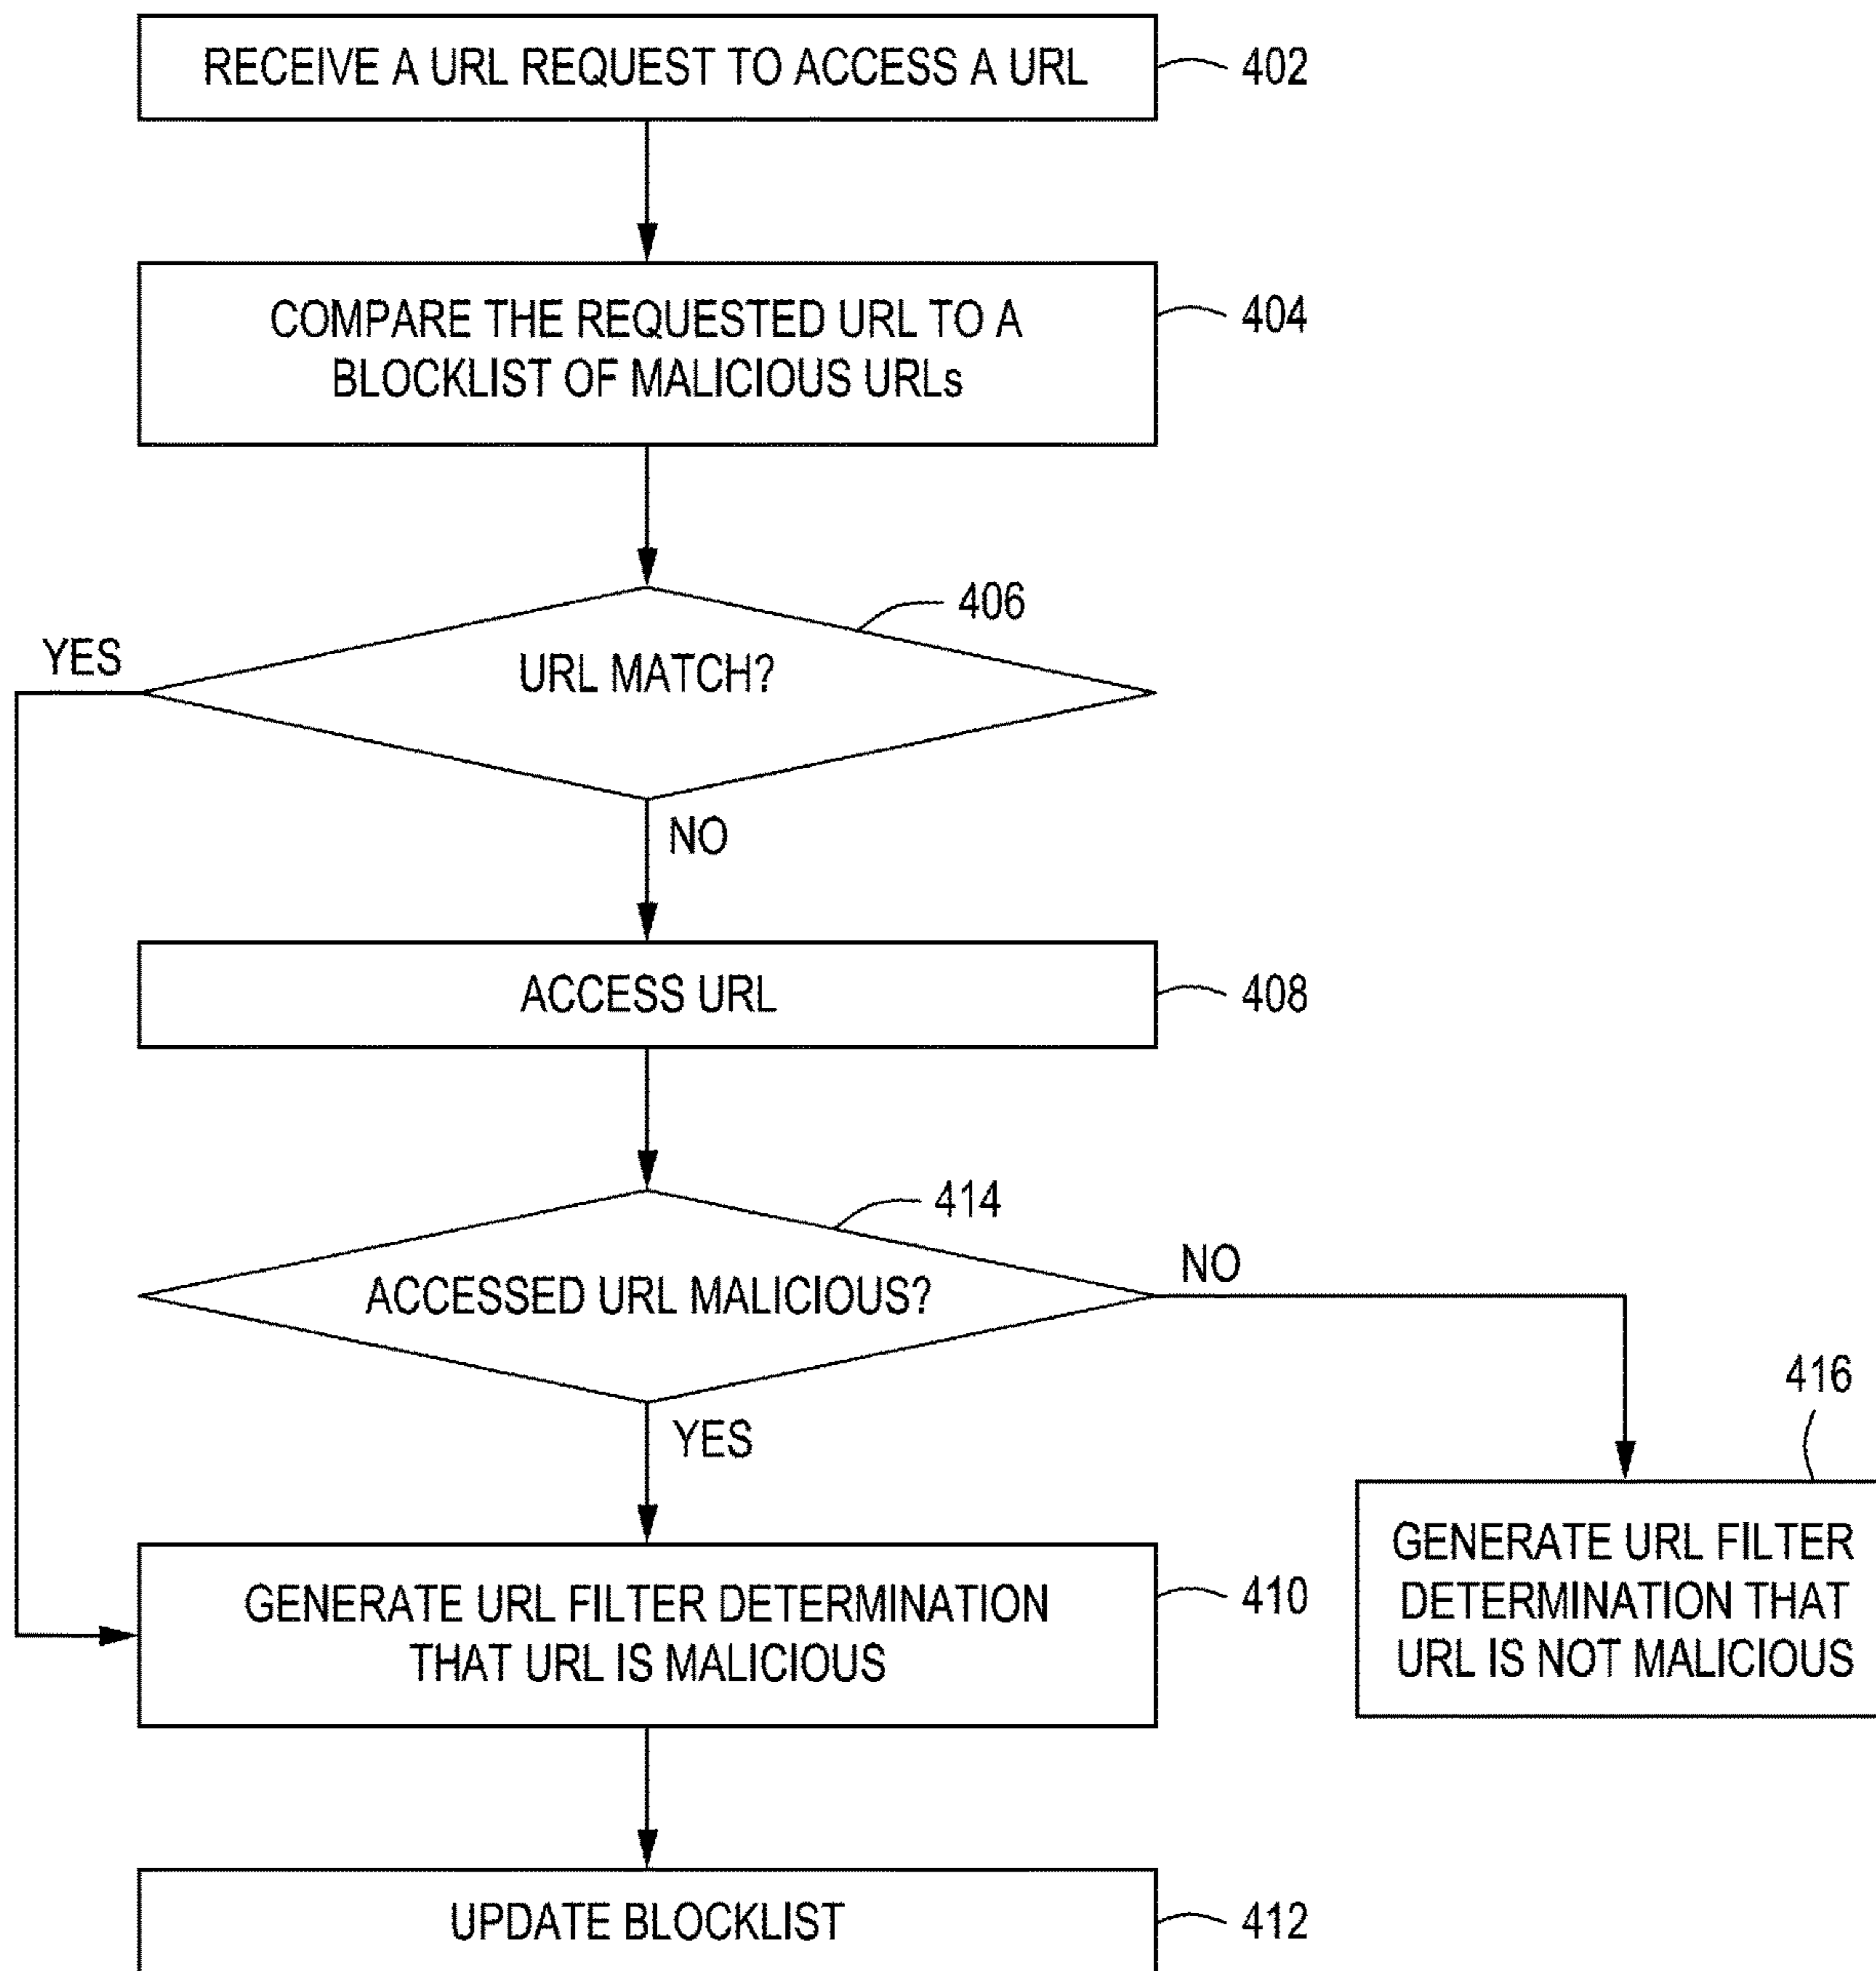 RECEIVE A URL REQUEST TO ACCESS A URL
402
COMPARE THE REQUESTED URL TO A
BLOCKLIST OF MALICIOUS URLs
404
406
YES
URL MATCH?
NO
ACCESS URL
408
414
NO
ACCESSED URL MALICIOUS?
YES
416
GENERATE URL FILTER DETERMINATION
THAT URL IS MALICIOUS
410
GENERATE URL FILTER
DETERMINATION THAT
URL IS NOT MALICIOUS
UPDATE BLOCKLIST
412